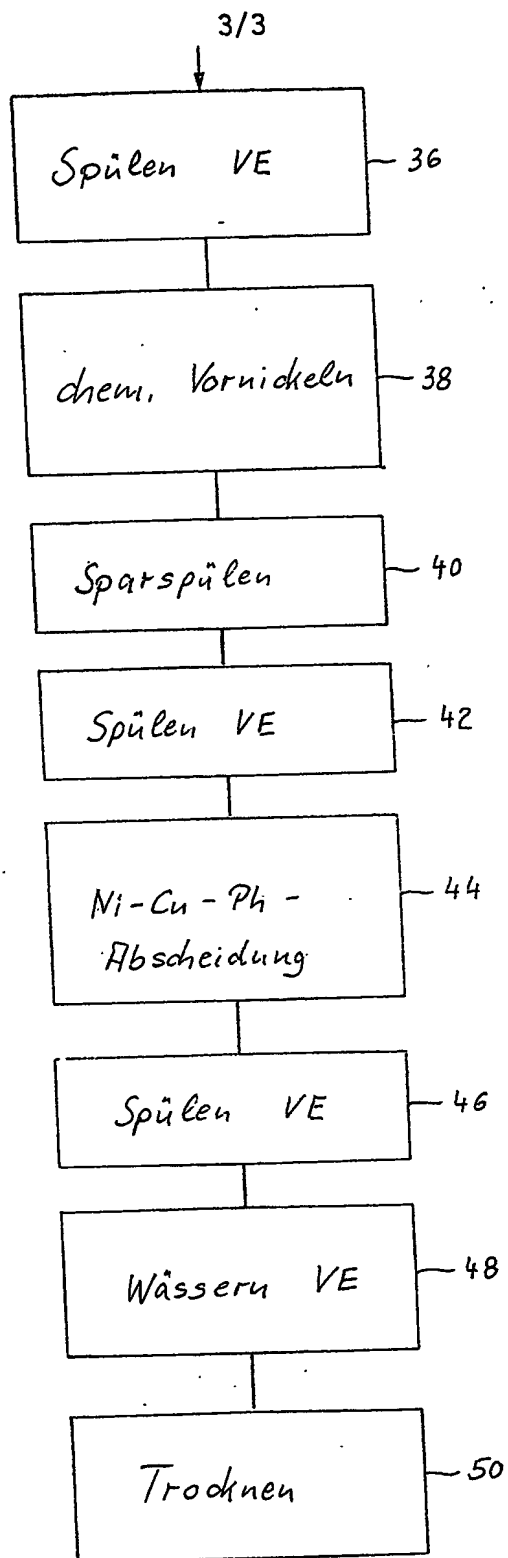 3/3
Spülen VE
36
chem. Vornickeln
38
Sparspülen
40
Spülen VE
42
Ni-Cu-Ph-
44
Abscheidung
Spülen VE
46
Wässern VE
48
Trocknen
50